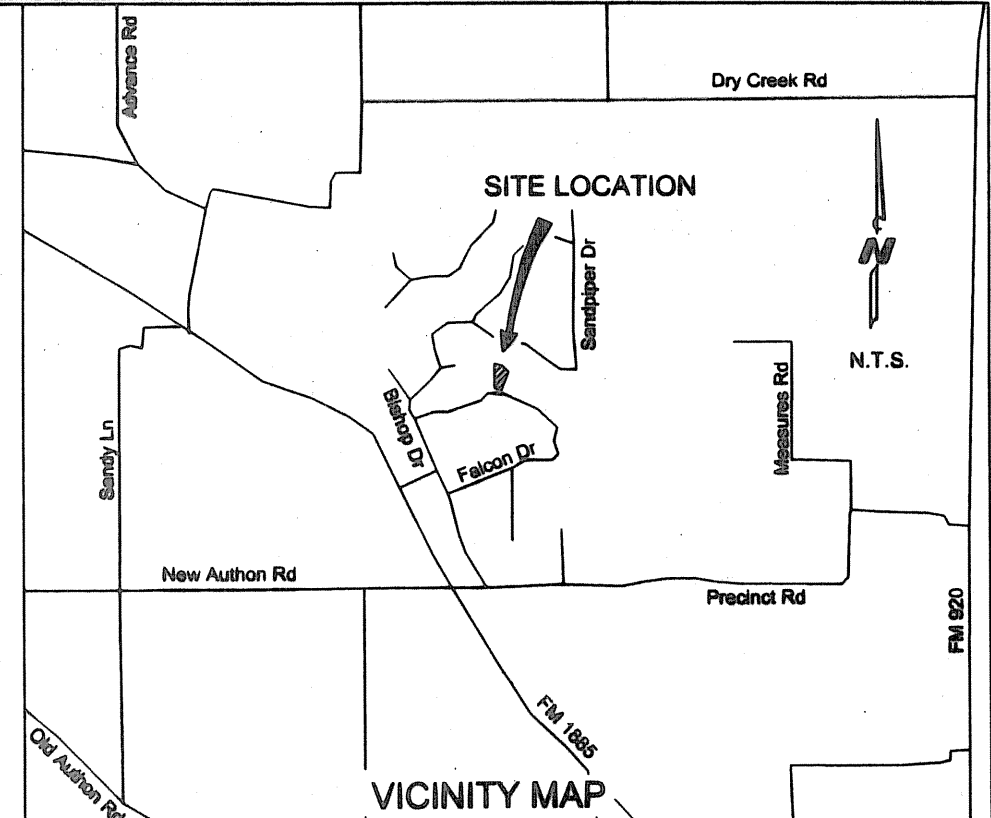 Advance Rd
Dry Creek Rd
SITE LOCATION
Sandpiper Dr
N
N.T.S.
Measures Rd
Bishop Dr
Sandy Ln
Falcon Dr
New Authon Rd
Precinct Rd
FM 920
FM 1885
Old Authon Rd
VICINITY MAP